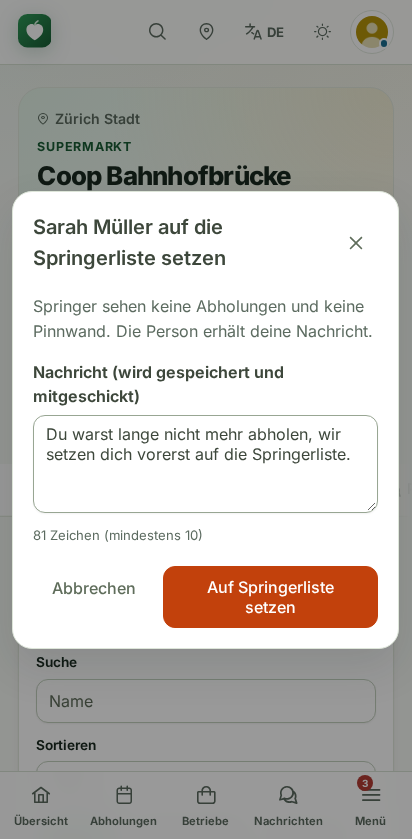 DE
Zürich Stadt
SUPERMARKT
Coop Bahnhofbrücke
Sarah Müller auf die
Springerliste setzen
Springer sehen keine Abholungen und keine
Pinnwand. Die Person erhält deine Nachricht.
Nachricht (wird gespeichert und
mitgeschickt)
Du warst lange nicht mehr abholen, wir
setzen dich vorerst auf die Springerliste.
81 Zeichen (mindestens 10)
Abbrechen
Auf Springerliste
setzen
Suche
Name
Sortieren
3
Übersicht
Abholungen
Betriebe
Nachrichten
Menü